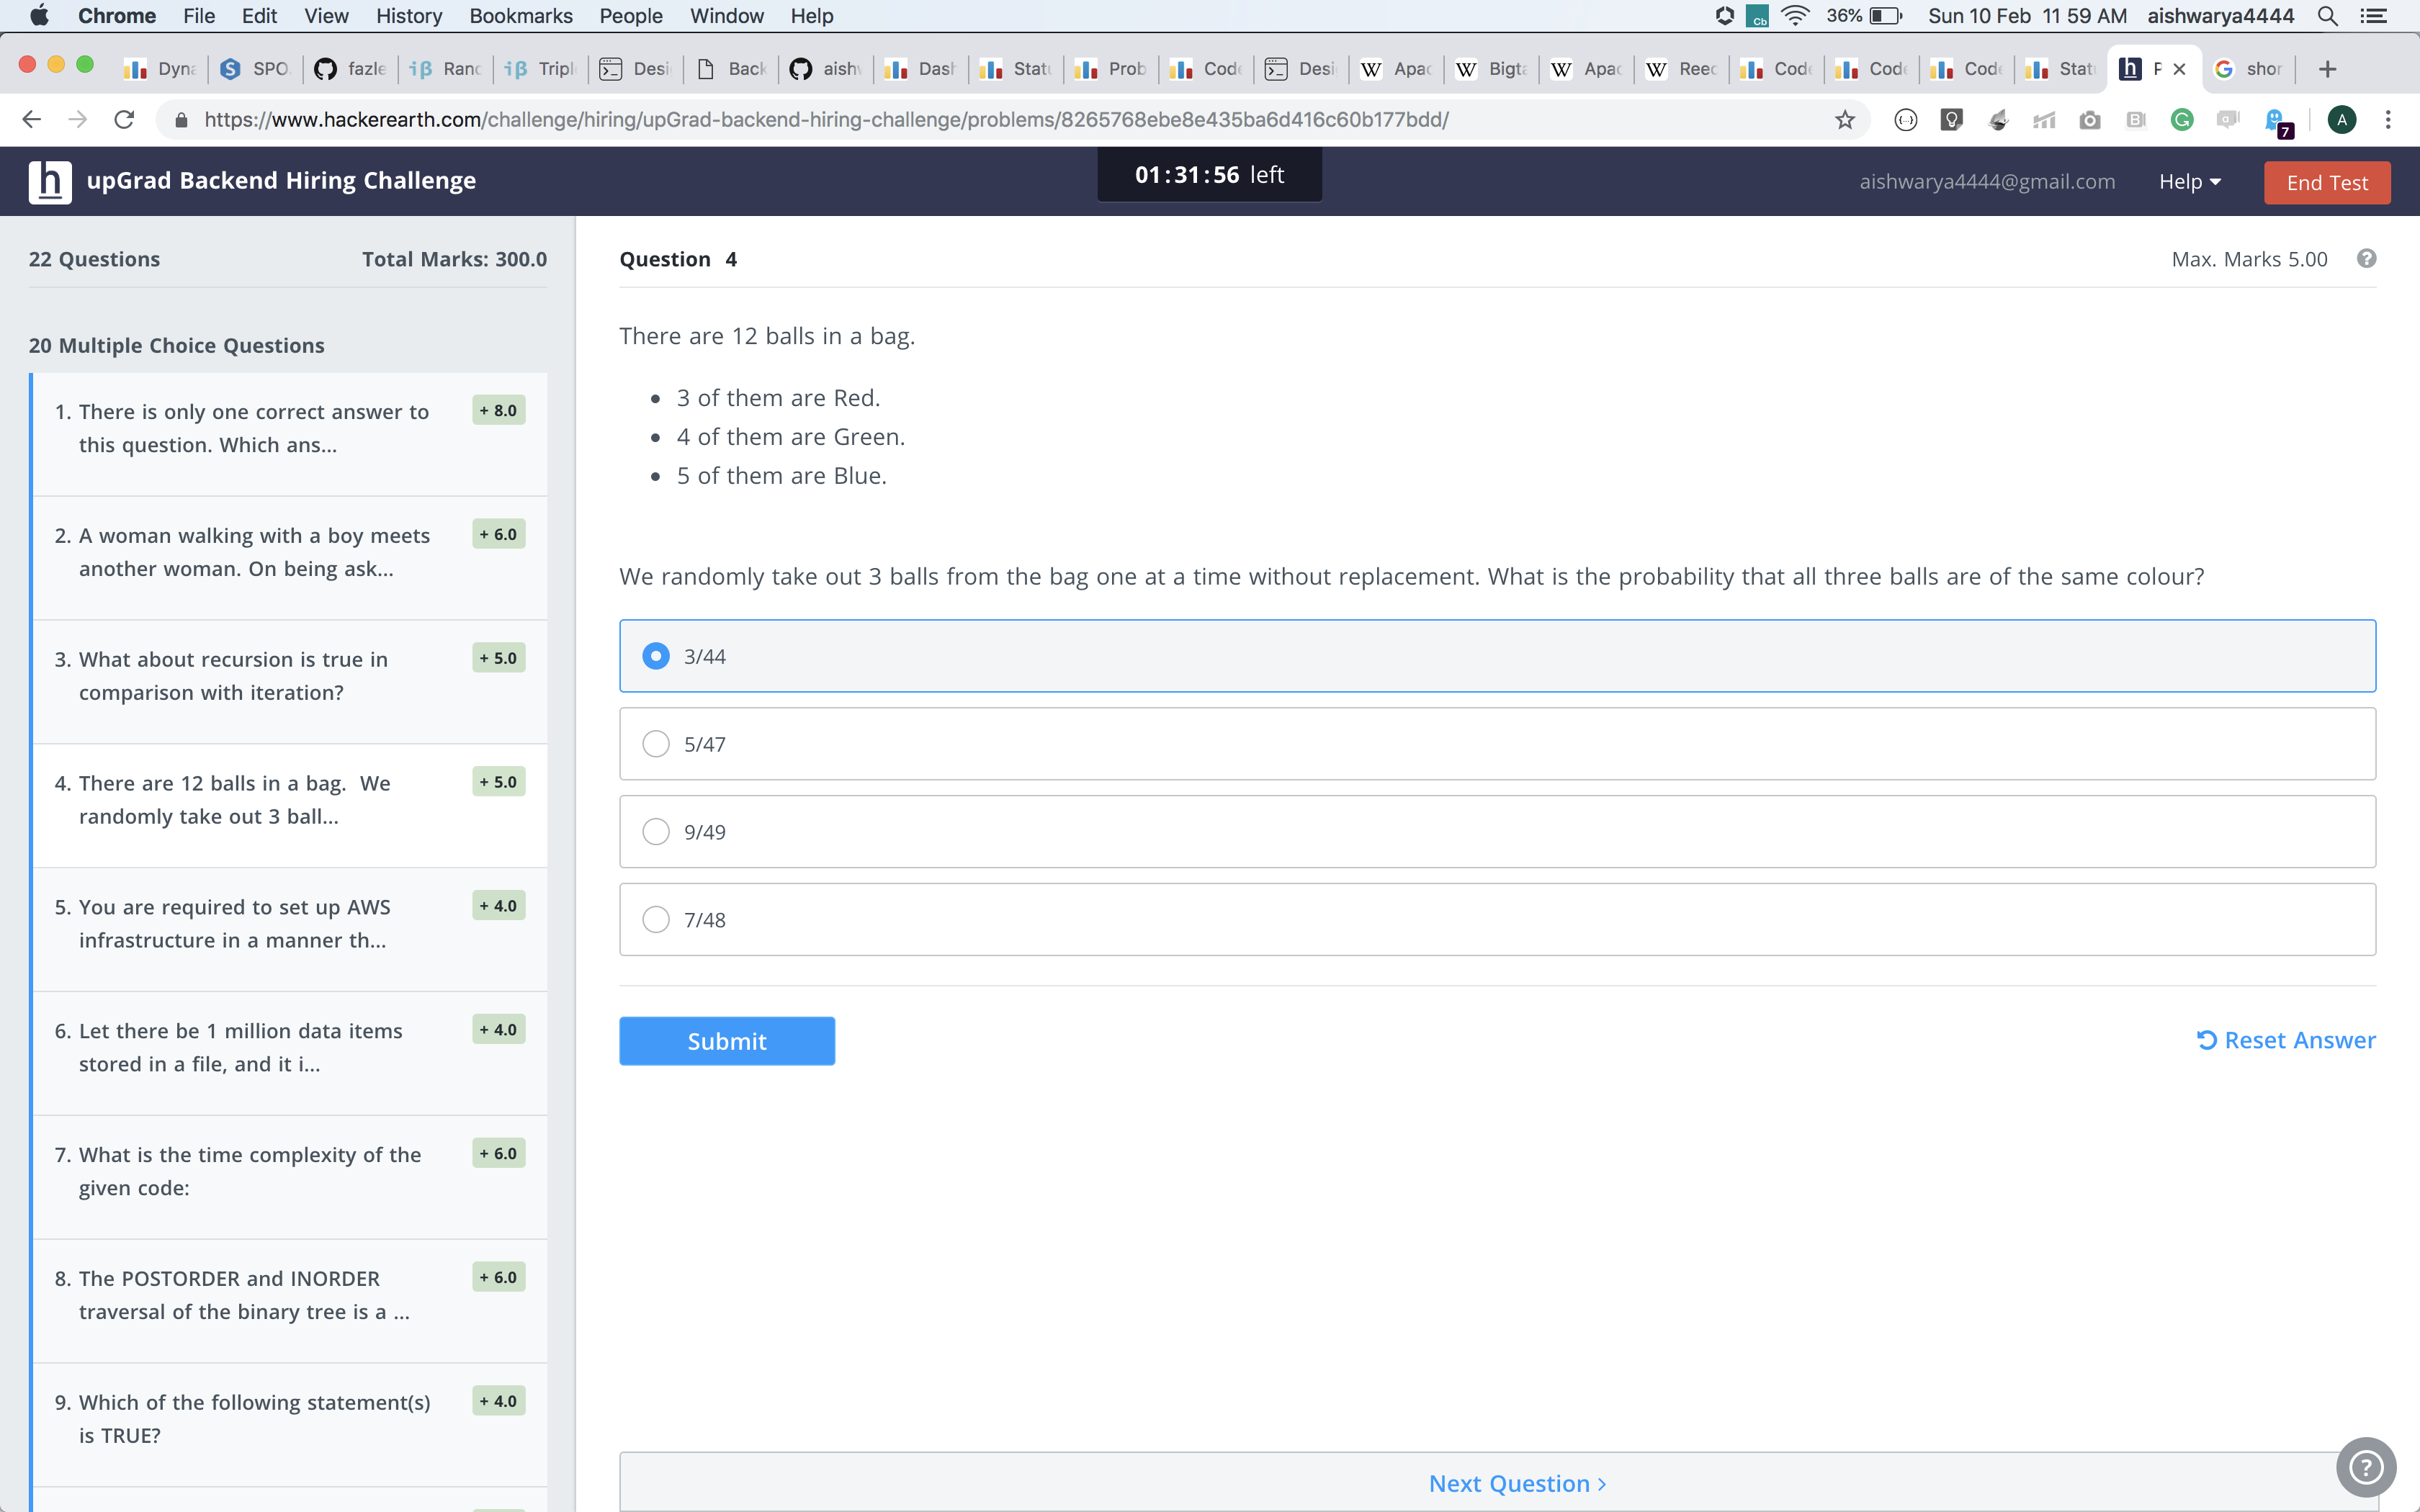 Chrome File Edit View History Bookmarks People Window Help Cb 36% Sun 10 Feb 11 59 AM aishwarya4444
Dyna SPO fazle iβ Rand iβ Tripl Desi Back aishw Dash Stat Prob Code Desi W Apac W Bigta W Apac W Reed Code Code Code Stat h P G shor
https://www.hackerearth.com/challenge/hiring/upGrad-backend-hiring-challenge/problems/8265768ebe8e435ba6d416c60b177bdd/ 7 A
h upGrad Backend Hiring Challenge 01:31:56 left aishwarya4444@gmail.com Help End Test
22 Questions Total Marks: 300.0
20 Multiple Choice Questions
1. There is only one correct answer to + 8.0
this question. Which ans...
2. A woman walking with a boy meets + 6.0
another woman. On being ask...
3. What about recursion is true in + 5.0
comparison with iteration?
4. There are 12 balls in a bag. We + 5.0
randomly take out 3 ball...
5. You are required to set up AWS + 4.0
infrastructure in a manner th...
6. Let there be 1 million data items + 4.0
stored in a file, and it i...
7. What is the time complexity of the + 6.0
given code:
8. The POSTORDER and INORDER + 6.0
traversal of the binary tree is a ...
9. Which of the following statement(s) + 4.0
is TRUE?
Question 4 Max. Marks 5.00 ?
There are 12 balls in a bag.
• 3 of them are Red.
• 4 of them are Green.
• 5 of them are Blue.
We randomly take out 3 balls from the bag one at a time without replacement. What is the probability that all three balls are of the same colour?
3/44
5/47
9/49
7/48
Submit Reset Answer
Next Question >
?